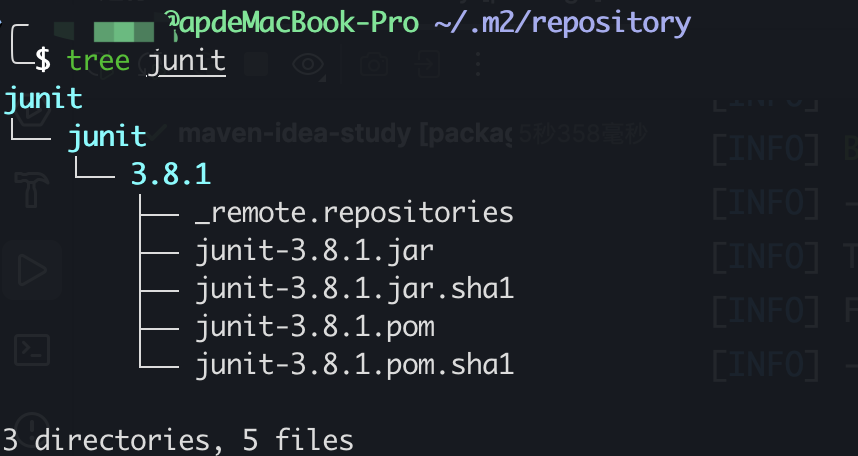 @apdeMacBook-Pro ~/.m2/repository
$ tree junit
junit
└── junit
└── 3.8.1
├── _remote.repositories
├── junit-3.8.1.jar
├── junit-3.8.1.jar.sha1
├── junit-3.8.1.pom
└── junit-3.8.1.pom.sha1
3 directories, 5 files
maven-idea-study [packag 5秒358毫秒
[INFO]
[INFO] B
[INFO] -
[INFO] T
[INFO] F
[INFO] -